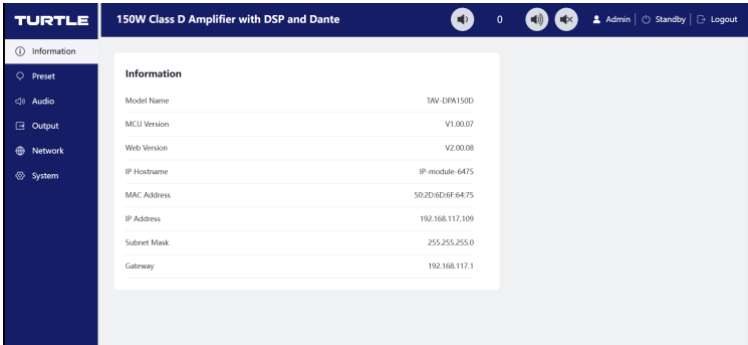 TURTLE
150W Class D Amplifier with DSP and Dante
0
Admin
Standby
Logout
Information
Preset
Audio
Output
Network
System
Information
Model Name TAV-DPA150D
MCU Version V1.00.07
Web Version V2.00.08
IP Hostname IP-module-6475
MAC Address 50:2D:6D:6F:64:75
IP Address 192.168.117.109
Subnet Mask 255.255.255.0
Gateway 192.168.117.1